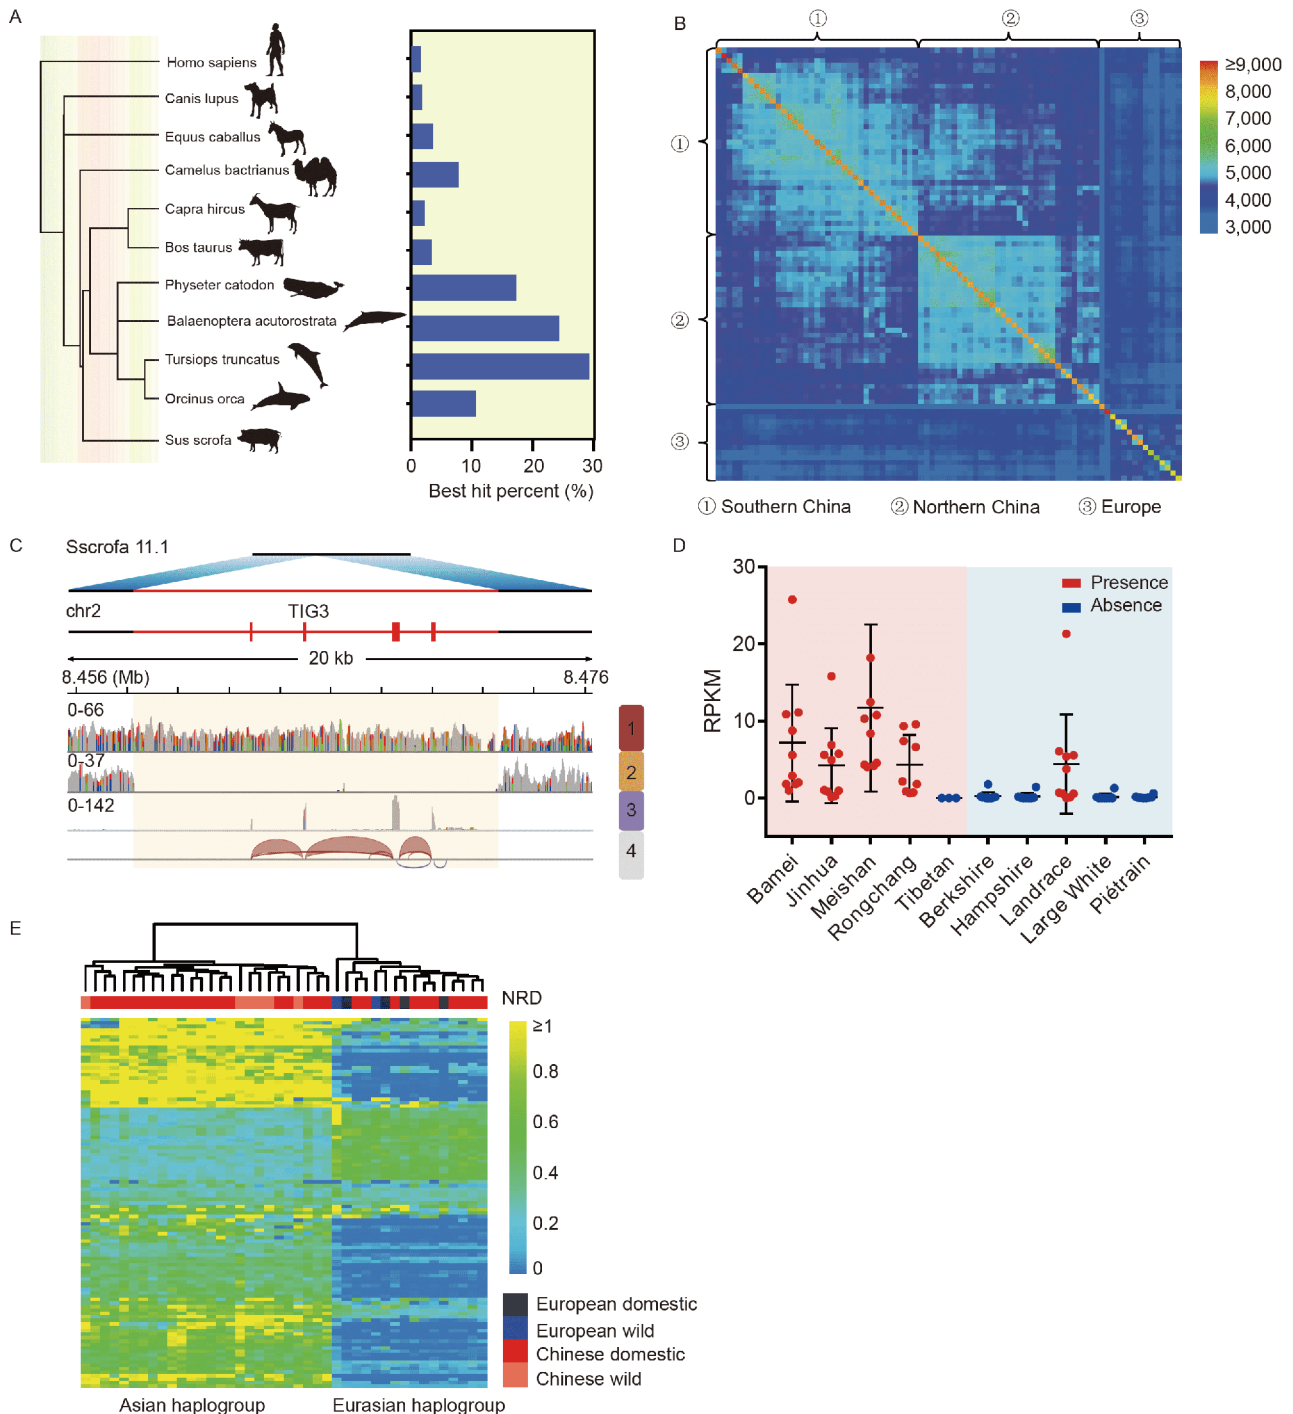 A
Homo sapiens
Canis lupus
Equus caballus
Camelus bactrianus
Capra hircus
Bos taurus
Physeter catodon
Balaenoptera acutorostrata
Tursiops truncatus
Orcinus orca
Sus scrofa
0 10 20 30
Best hit percent (%)
B
① ② ③
①
②
③
≥9,000
8,000
7,000
6,000
5,000
4,000
3,000
① Southern China ② Northern China ③ Europe
C
Sscrofa 11.1
chr2 TIG3
20 kb
8.456 (Mb) 8.476
0-66
0-37
0-142
1
2
3
4
D
30
20
10
0
RPKM
Presence
Absence
Bamei
Jinhua
Meishan
Rongchang
Tibetan
Berkshire
Hampshire
Landrace
Large White
Piétrain
E
NRD
≥1
0.8
0.6
0.4
0.2
0
European domestic
European wild
Chinese domestic
Chinese wild
Asian haplogroup Eurasian haplogroup